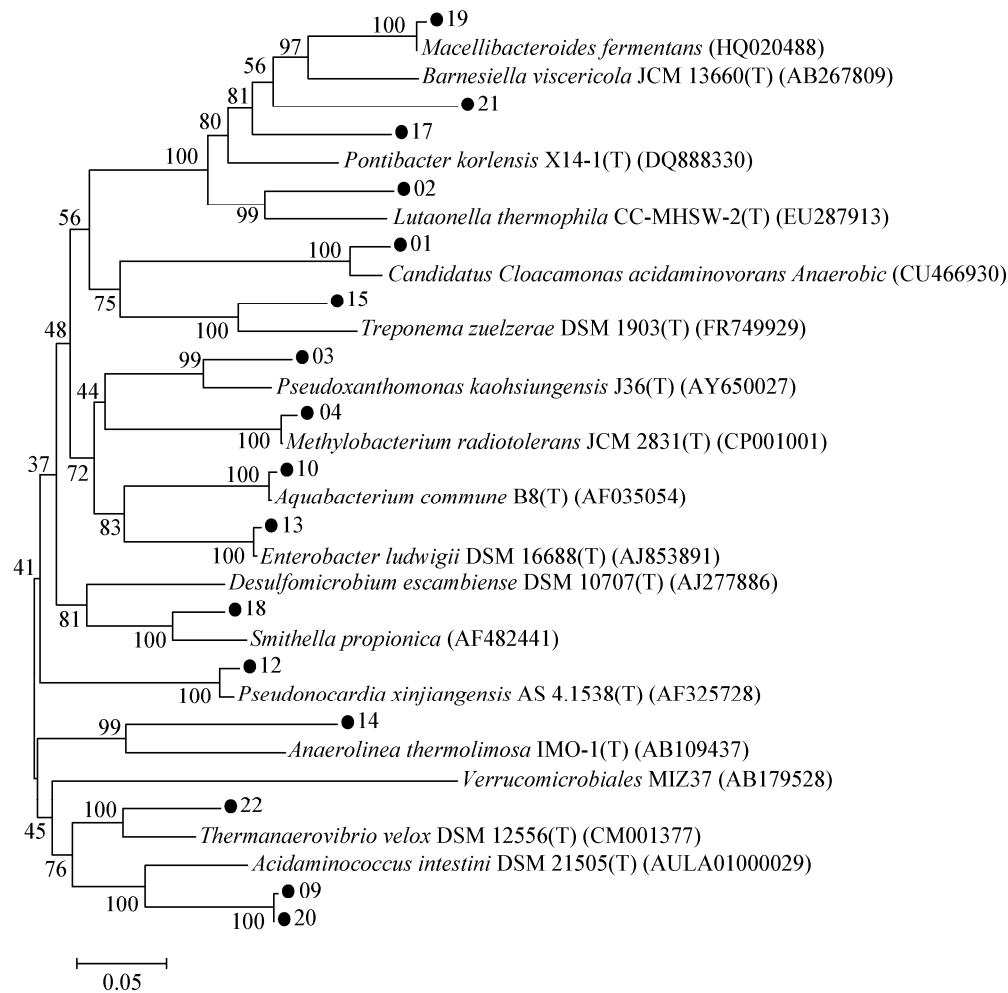 100 19
Macellibacteroides fermentans (HQ020488)
97
Barnesiella viscericola JCM 13660(T) (AB267809)
56
21
81
17
80
Pontibacter korlensis X14-1(T) (DQ888330)
100
02
99
Lutaonella thermophila CC-MHSW-2(T) (EU287913)
56
100 01
Candidatus Cloacamonas acidaminovorans Anaerobic (CU466930)
75
15
100
Treponema zuelzerae DSM 1903(T) (FR749929)
48
99 03
Pseudoxanthomonas kaohsiungensis J36(T) (AY650027)
44
04
100
Methylobacterium radiotolerans JCM 2831(T) (CP001001)
37
72
100 10
Aquabacterium commune B8(T) (AF035054)
83
13
100
Enterobacter ludwigii DSM 16688(T) (AJ853891)
41
Desulfomicrobium escambiense DSM 10707(T) (AJ277886)
81
18
100
Smithella propionica (AF482441)
12
100
Pseudonocardia xinjiangensis AS 4.1538(T) (AF325728)
99 14
Anaerolinea thermolimosa IMO-1(T) (AB109437)
Verrucomicrobiales MIZ37 (AB179528)
45
100 22
Thermanaerovibrio velox DSM 12556(T) (CM001377)
76
Acidaminococcus intestini DSM 21505(T) (AULA01000029)
100
09
100 20
0.05